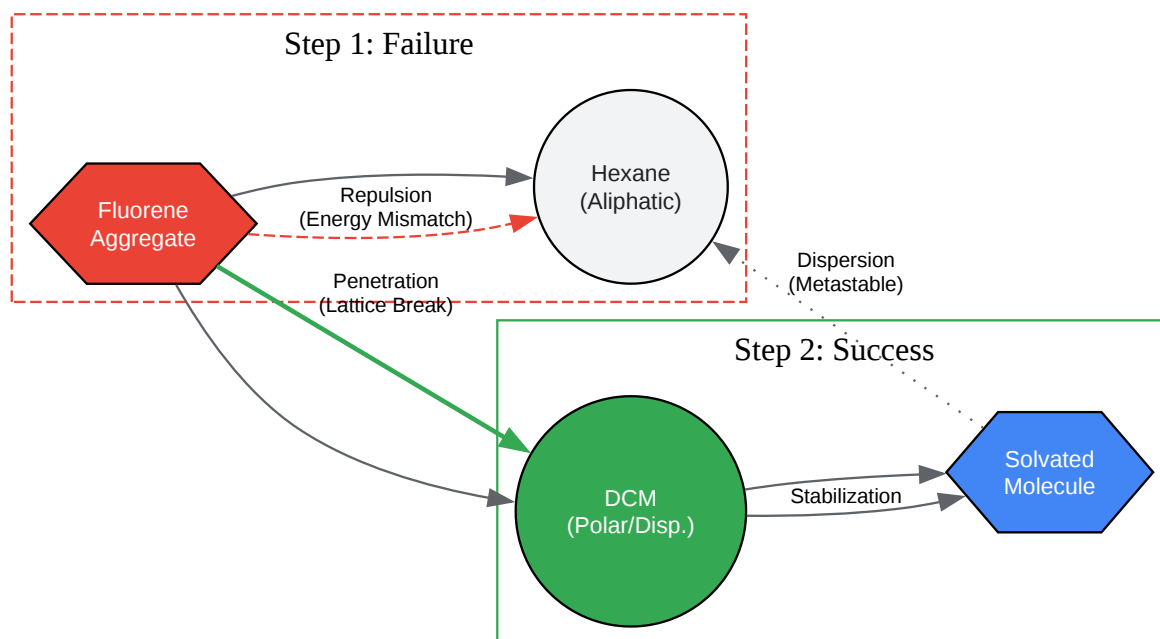 Step 1: Failure
Hexane
(Aliphatic)
Repulsion
(Energy Mismatch)
Fluorene
Aggregate
Penetration
(Lattice Break)
Dispersion
(Metastable)
Step 2: Success
DCM
(Polar/Disp.)
Stabilization
Solvated
Molecule